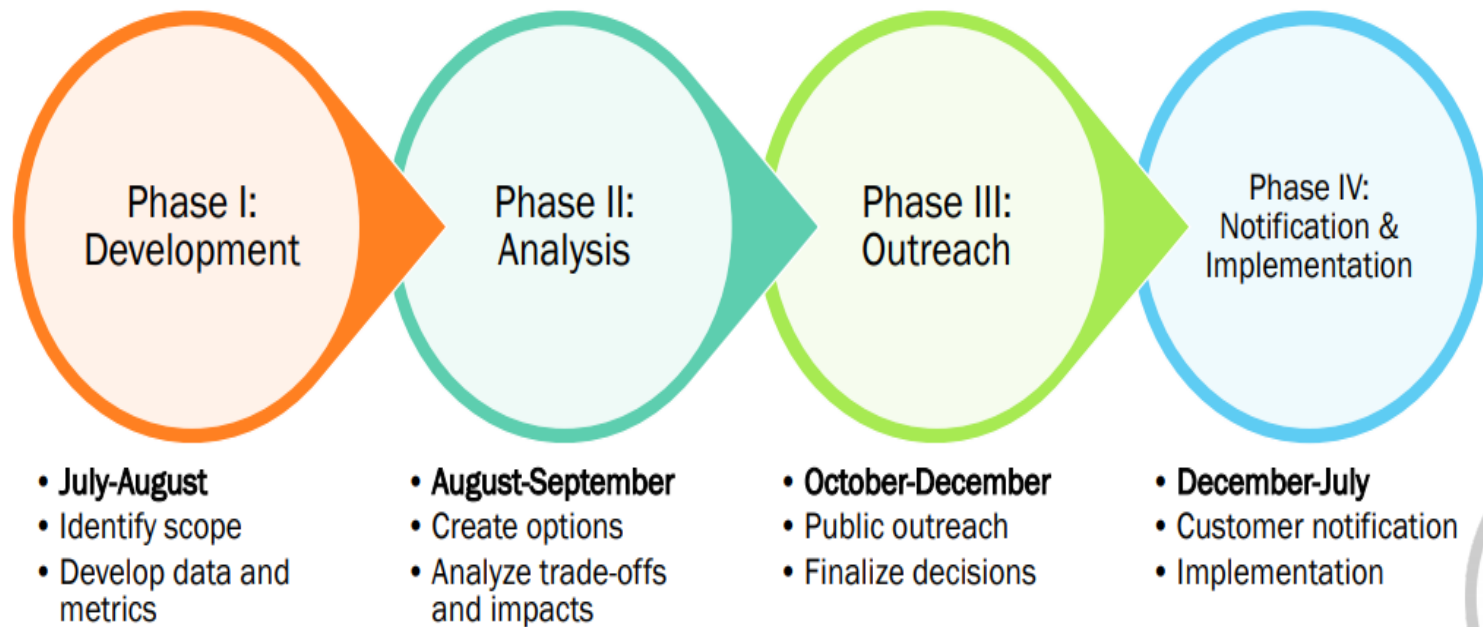 Phase I:
Development
Phase II:
Analysis
Phase III:
Outreach
Phase IV:
Notification &
Implementation
• July-August
• Identify scope
• Develop data and
metrics
• August-September
• Create options
• Analyze trade-offs
and impacts
• October-December
• Public outreach
• Finalize decisions
• December-July
• Customer notification
• Implementation